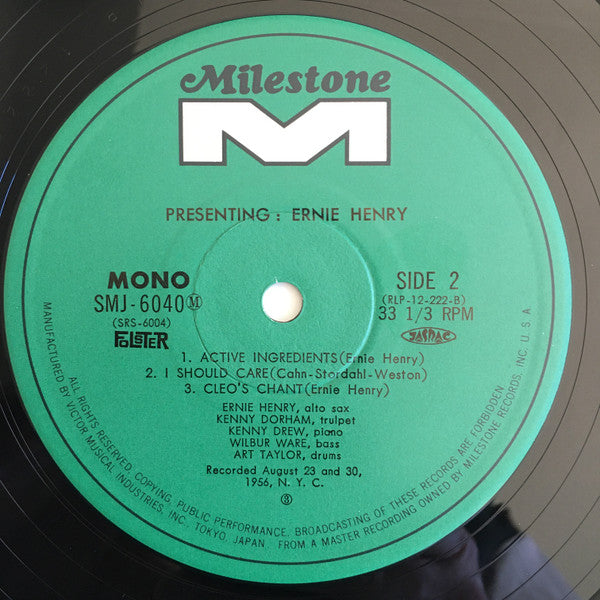 Milestone
M
PRESENTING : ERNIE HENRY
MONO
SMJ-6040 Ⓜ
(SRS-6004)
FOLSTER
SIDE 2
(RLP-12-222-B)
33 1/3 RPM
JASRAC
1. ACTIVE INGREDIENTS(Ernie Henry)
2. I SHOULD CARE(Cahn-Stordahl-Weston)
3. CLEO'S CHANT(Ernie Henry)
ERNIE HENRY, alto sax
KENNY DORHAM, trulpet
KENNY DREW, piano
WILBUR WARE, bass
ART TAYLOR, drums
Recorded August 23 and 30,
1956, N. Y. C.
③
ALL RIGHTS RESERVED. COPYING, PUBLIC PERFORMANCE, BROADCASTING OF THESE RECORDS ARE FORBIDDEN
MANUFACTURED BY VICTOR MUSICAL INDUSTRIES, INC., TOKYO, JAPAN. FROM A MASTER RECORDING OWNED BY MILESTONE RECORDS, INC. U. S. A